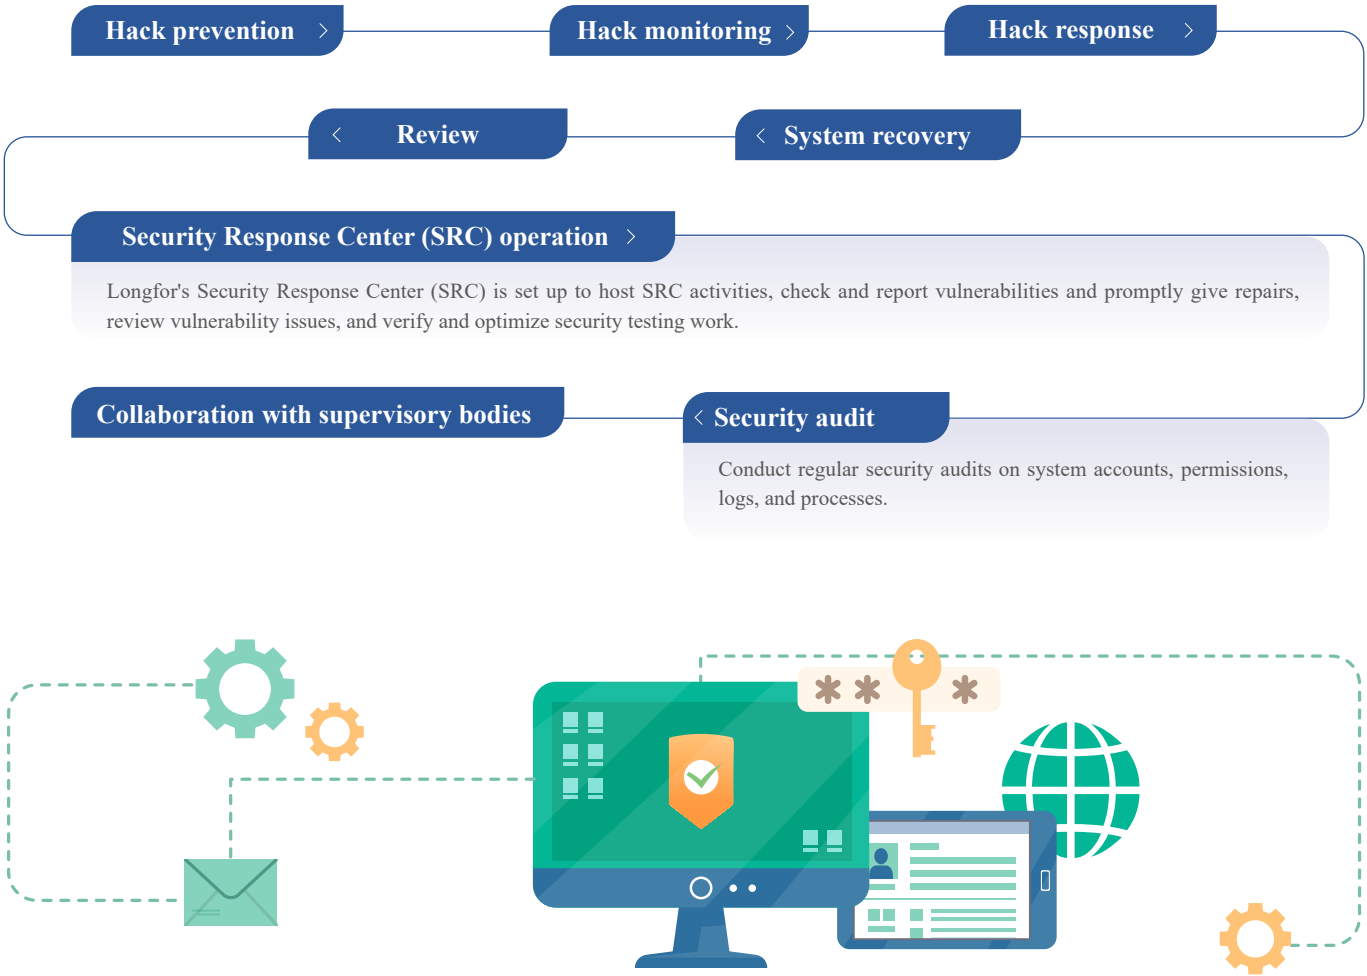 Hack prevention
Hack monitoring
Hack response
Review
System recovery
Security Response Center (SRC) operation
Longfor's Security Response Center (SRC) is set up to host SRC activities, check and report vulnerabilities and promptly give repairs,
review vulnerability issues, and verify and optimize security testing work.
Collaboration with supervisory bodies
Security audit
Conduct regular security audits on system accounts, permissions,
logs, and processes.